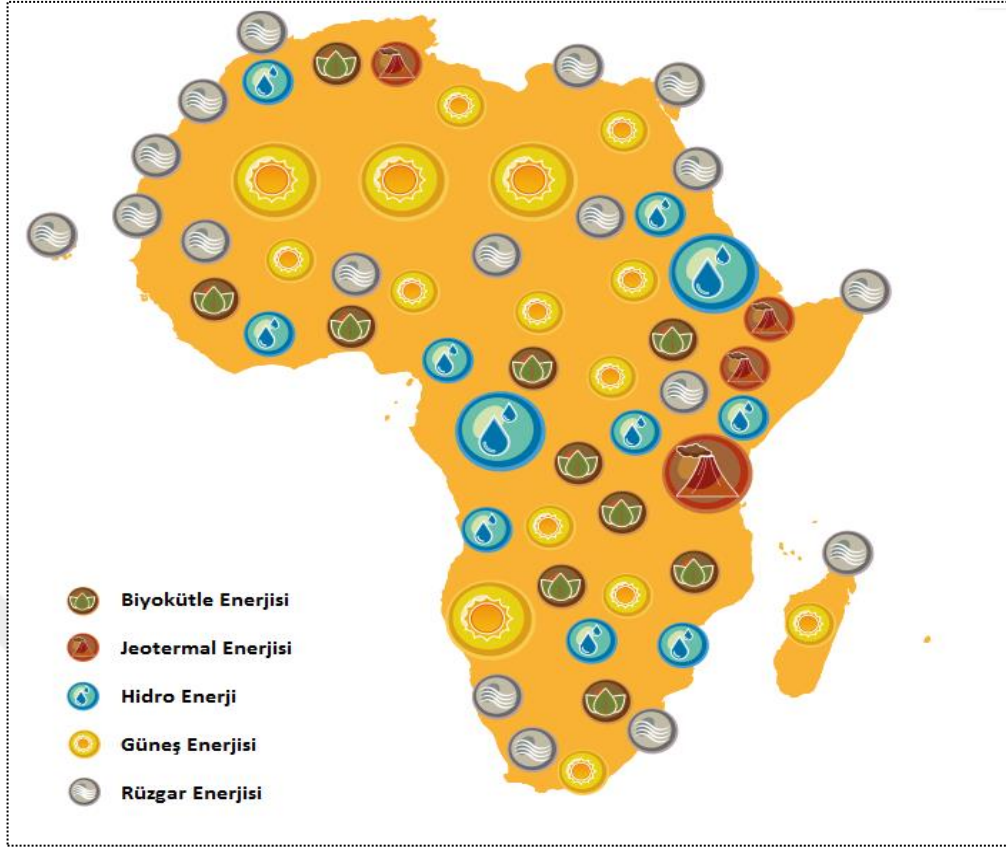 Biyokütle Enerjisi
Jeotermal Enerjisi
Hidro Enerji
Güneş Enerjisi
Rüzgar Enerjisi